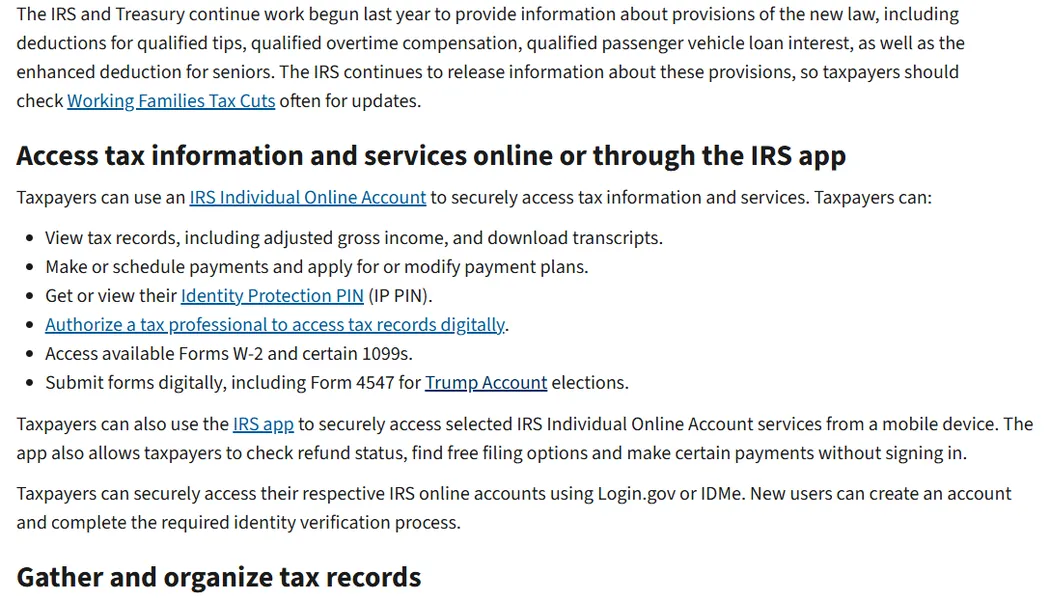 The IRS and Treasury continue work begun last year to provide information about provisions of the new law, including
deductions for qualified tips, qualified overtime compensation, qualified passenger vehicle loan interest, as well as the
enhanced deduction for seniors. The IRS continues to release information about these provisions, so taxpayers should
check Working Families Tax Cuts often for updates.
Access tax information and services online or through the IRS app
Taxpayers can use an IRS Individual Online Account to securely access tax information and services. Taxpayers can:
• View tax records, including adjusted gross income, and download transcripts.
• Make or schedule payments and apply for or modify payment plans.
• Get or view their Identity Protection PIN (IP PIN).
• Authorize a tax professional to access tax records digitally.
• Access available Forms W-2 and certain 1099s.
• Submit forms digitally, including Form 4547 for Trump Account elections.
Taxpayers can also use the IRS app to securely access selected IRS Individual Online Account services from a mobile device. The
app also allows taxpayers to check refund status, find free filing options and make certain payments without signing in.
Taxpayers can securely access their respective IRS online accounts using Login.gov or IDMe. New users can create an account
and complete the required identity verification process.
Gather and organize tax records